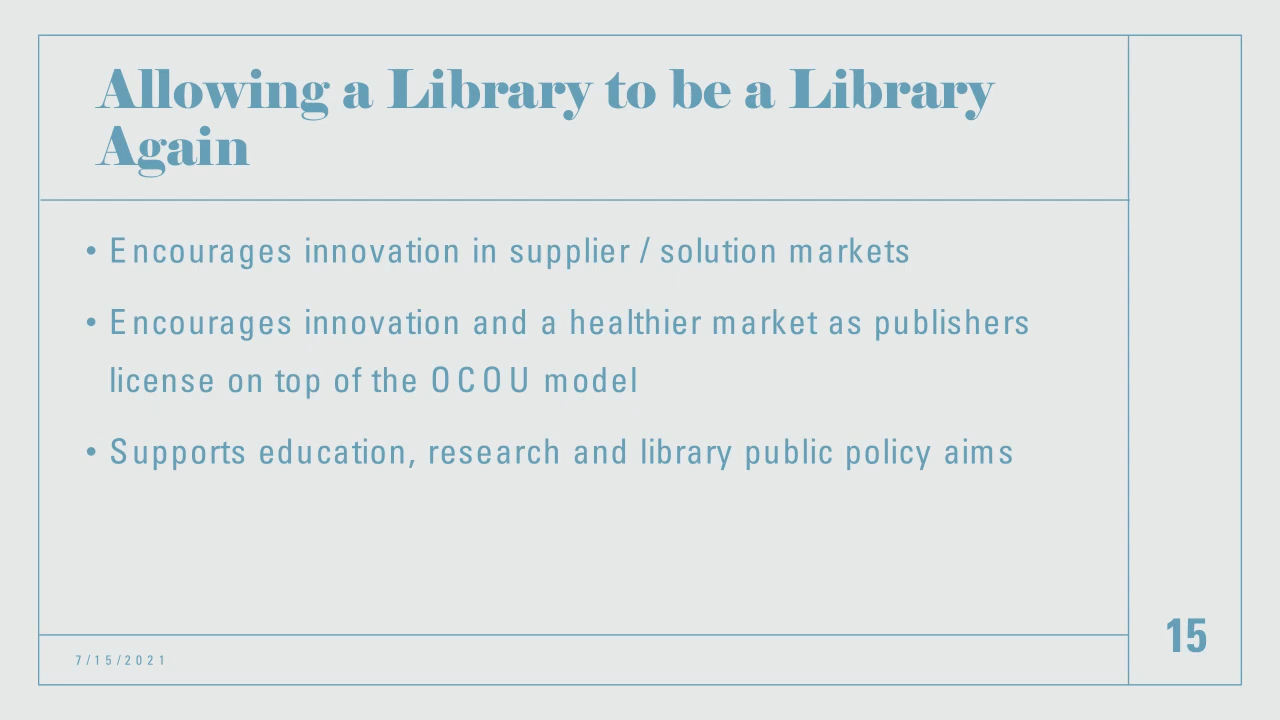 Allowing a Library to be a Library
Again
• Encourages innovation in supplier / solution markets
• Encourages innovation and a healthier market as publishers
license on top of the OCOU model
• Supports education, research and library public policy aims
7/15/2021
15